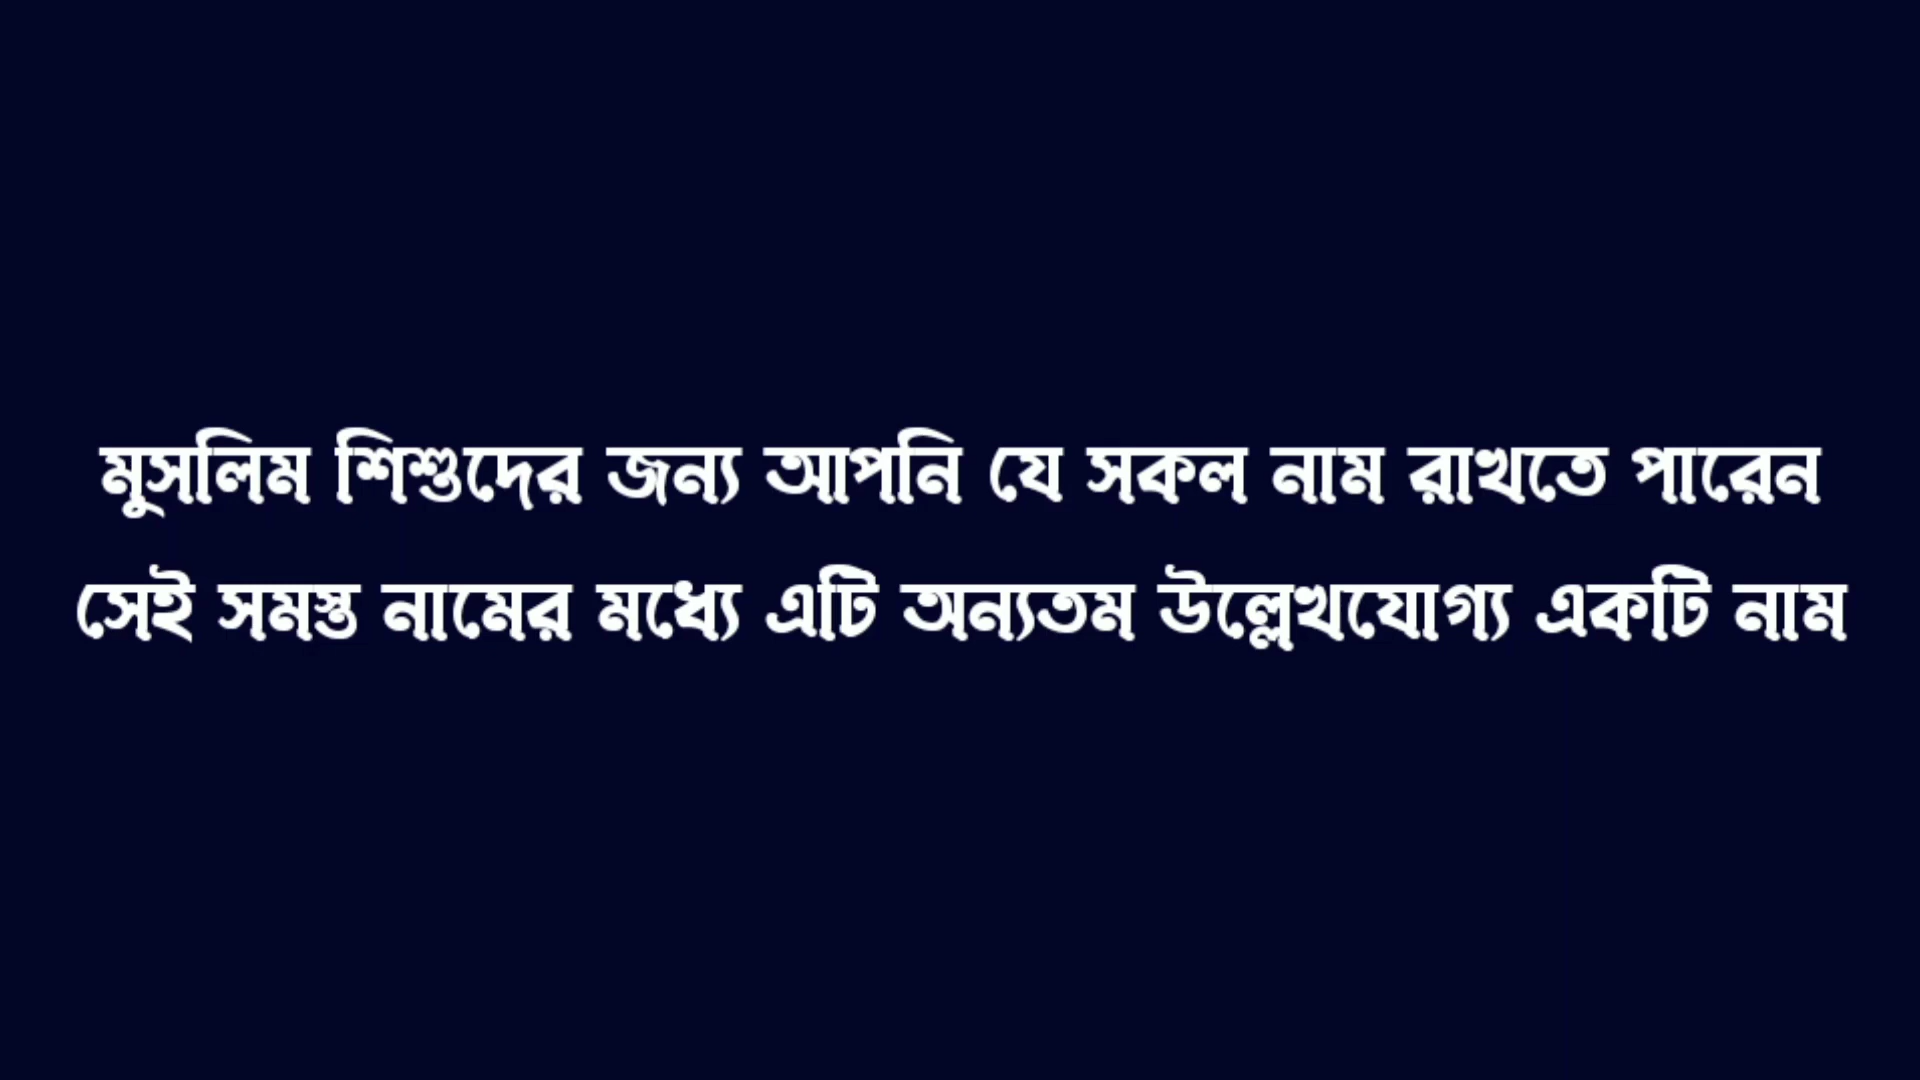 মুসলিম শিশুদের জন্য আপনি যে সকল নাম রাখতে পারেন
সেই সমস্ত নামের মধ্যে এটি অন্যতম উল্লেখযোগ্য একটি নাম